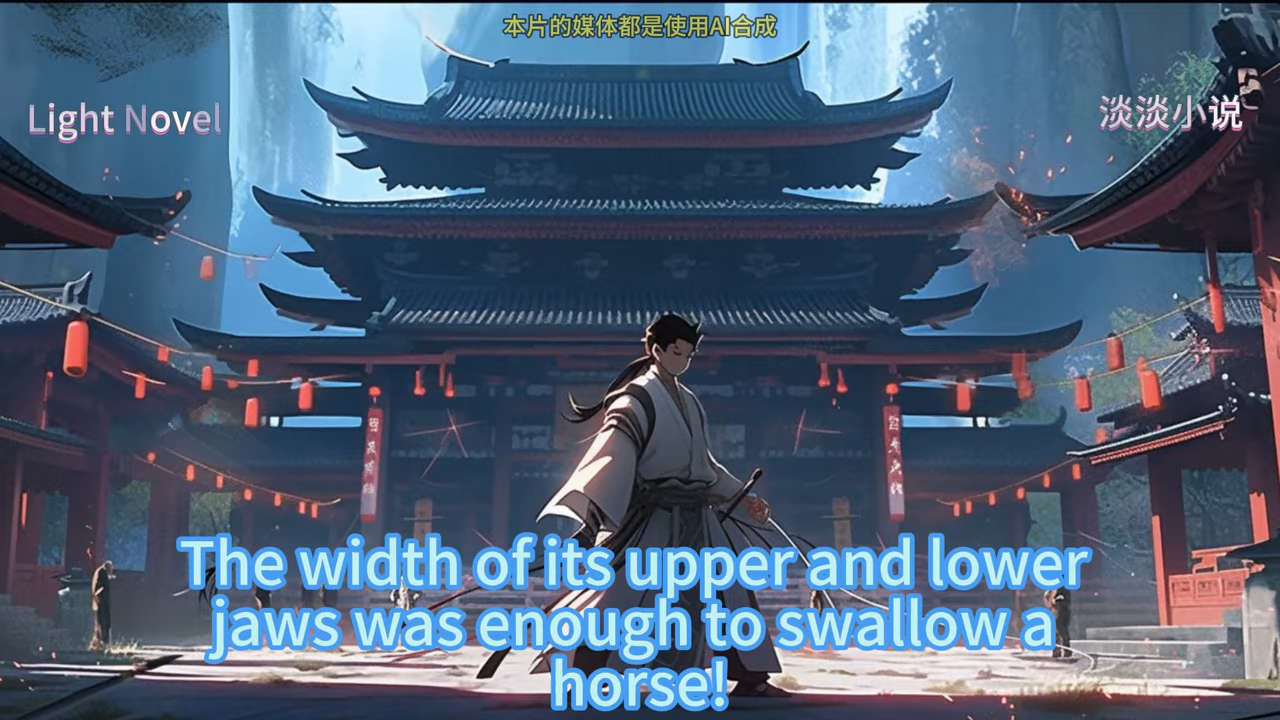 本片的媒体都是使用AI合成
Light Novel
淡淡小说
The width of its upper and lower
jaws was enough to swallow a
horse!